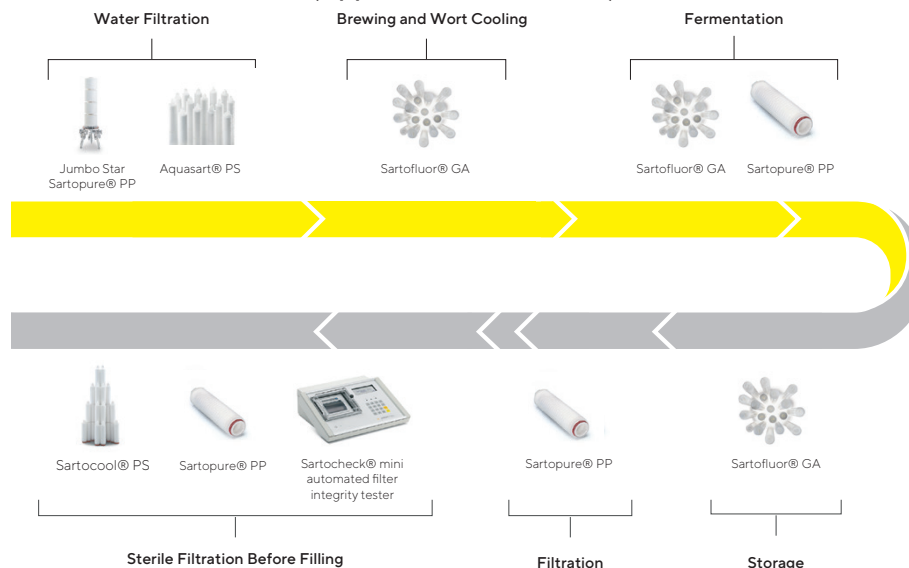 Water Filtration
Brewing and Wort Cooling
Fermentation
Jumbo Star
Sartopure® PP
Aquasart® PS
Sartofluor® GA
Sartofluor® GA
Sartopure® PP
Sartocool® PS
Sartopure® PP
Sartocheck® mini
automated filter
integrity tester
Sartopure® PP
Sartofluor® GA
Sterile Filtration Before Filling
Filtration
Storage